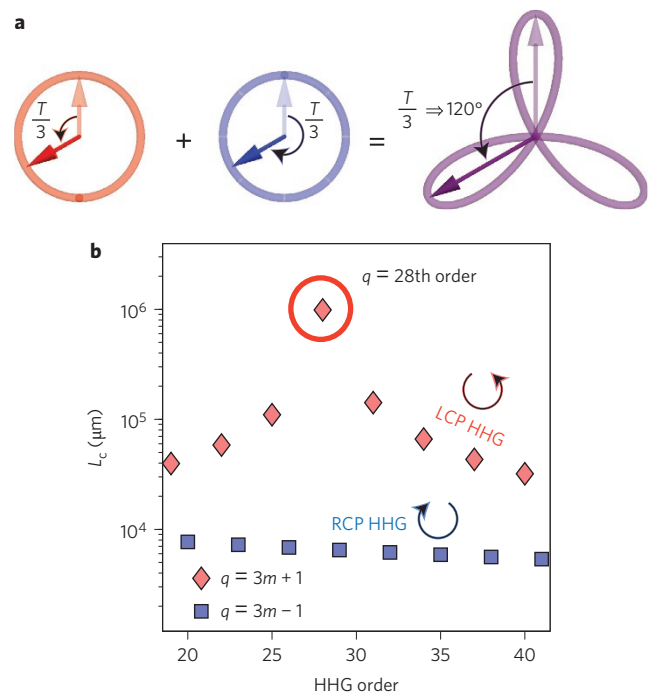 a
T/3
+
T/3
=
T/3 ⇒120°
b
q = 28th order
10⁶
10⁵
10⁴
L_c (μm)
LCP HHG
RCP HHG
q = 3m + 1
q = 3m − 1
20 25 30 35 40
HHG order